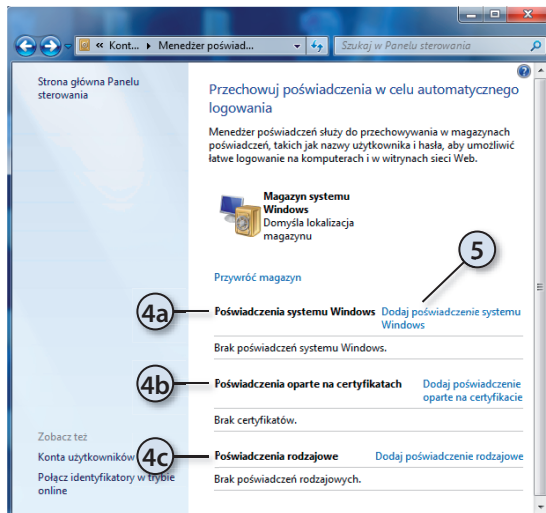 « Kont... ▸ Menedżer poświad...
Szukaj w Panelu sterowania
Strona główna Panelu
sterowania
Przechowuj poświadczenia w celu automatycznego
logowania
Menedżer poświadczeń służy do przechowywania w magazynach
poświadczeń, takich jak nazwy użytkownika i hasła, aby umożliwić
łatwe logowanie na komputerach i w witrynach sieci Web.
Magazyn systemu
Windows
Domyśla lokalizacja
magazynu
5
Przywróć magazyn
4a
Poświadczenia systemu Windows Dodaj poświadczenie systemu
Windows
Brak poświadczeń systemu Windows.
4b
Poświadczenia oparte na certyfikatach Dodaj poświadczenie
oparte na certyfikacie
Brak certyfikatów.
Zobacz też
Konta użytkowników
4c
Poświadczenia rodzajowe Dodaj poświadczenie rodzajowe
Połącz identyfikatory w trybie
online
Brak poświadczeń rodzajowych.